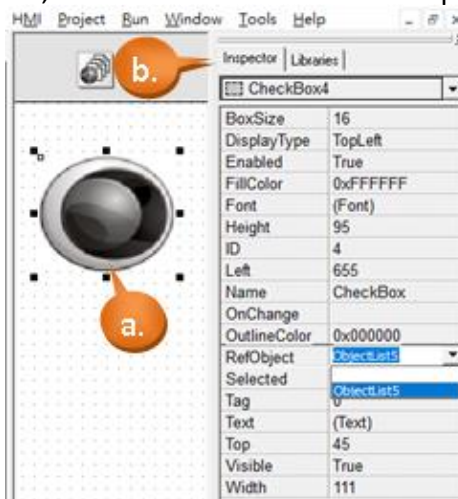 HMI Project Run Window Tools Help
b.
Inspector Libraries
CheckBox4
BoxSize 16
DisplayType TopLeft
Enabled True
FillColor 0xFFFFFF
Font (Font)
Height 95
ID 4
Left 655
Name CheckBox
OnChange
OutlineColor 0x000000
RefObject ObjectList5
Selected
ObjectList5
Tag 0
Text (Text)
Top 45
Visible True
Width 111
a.